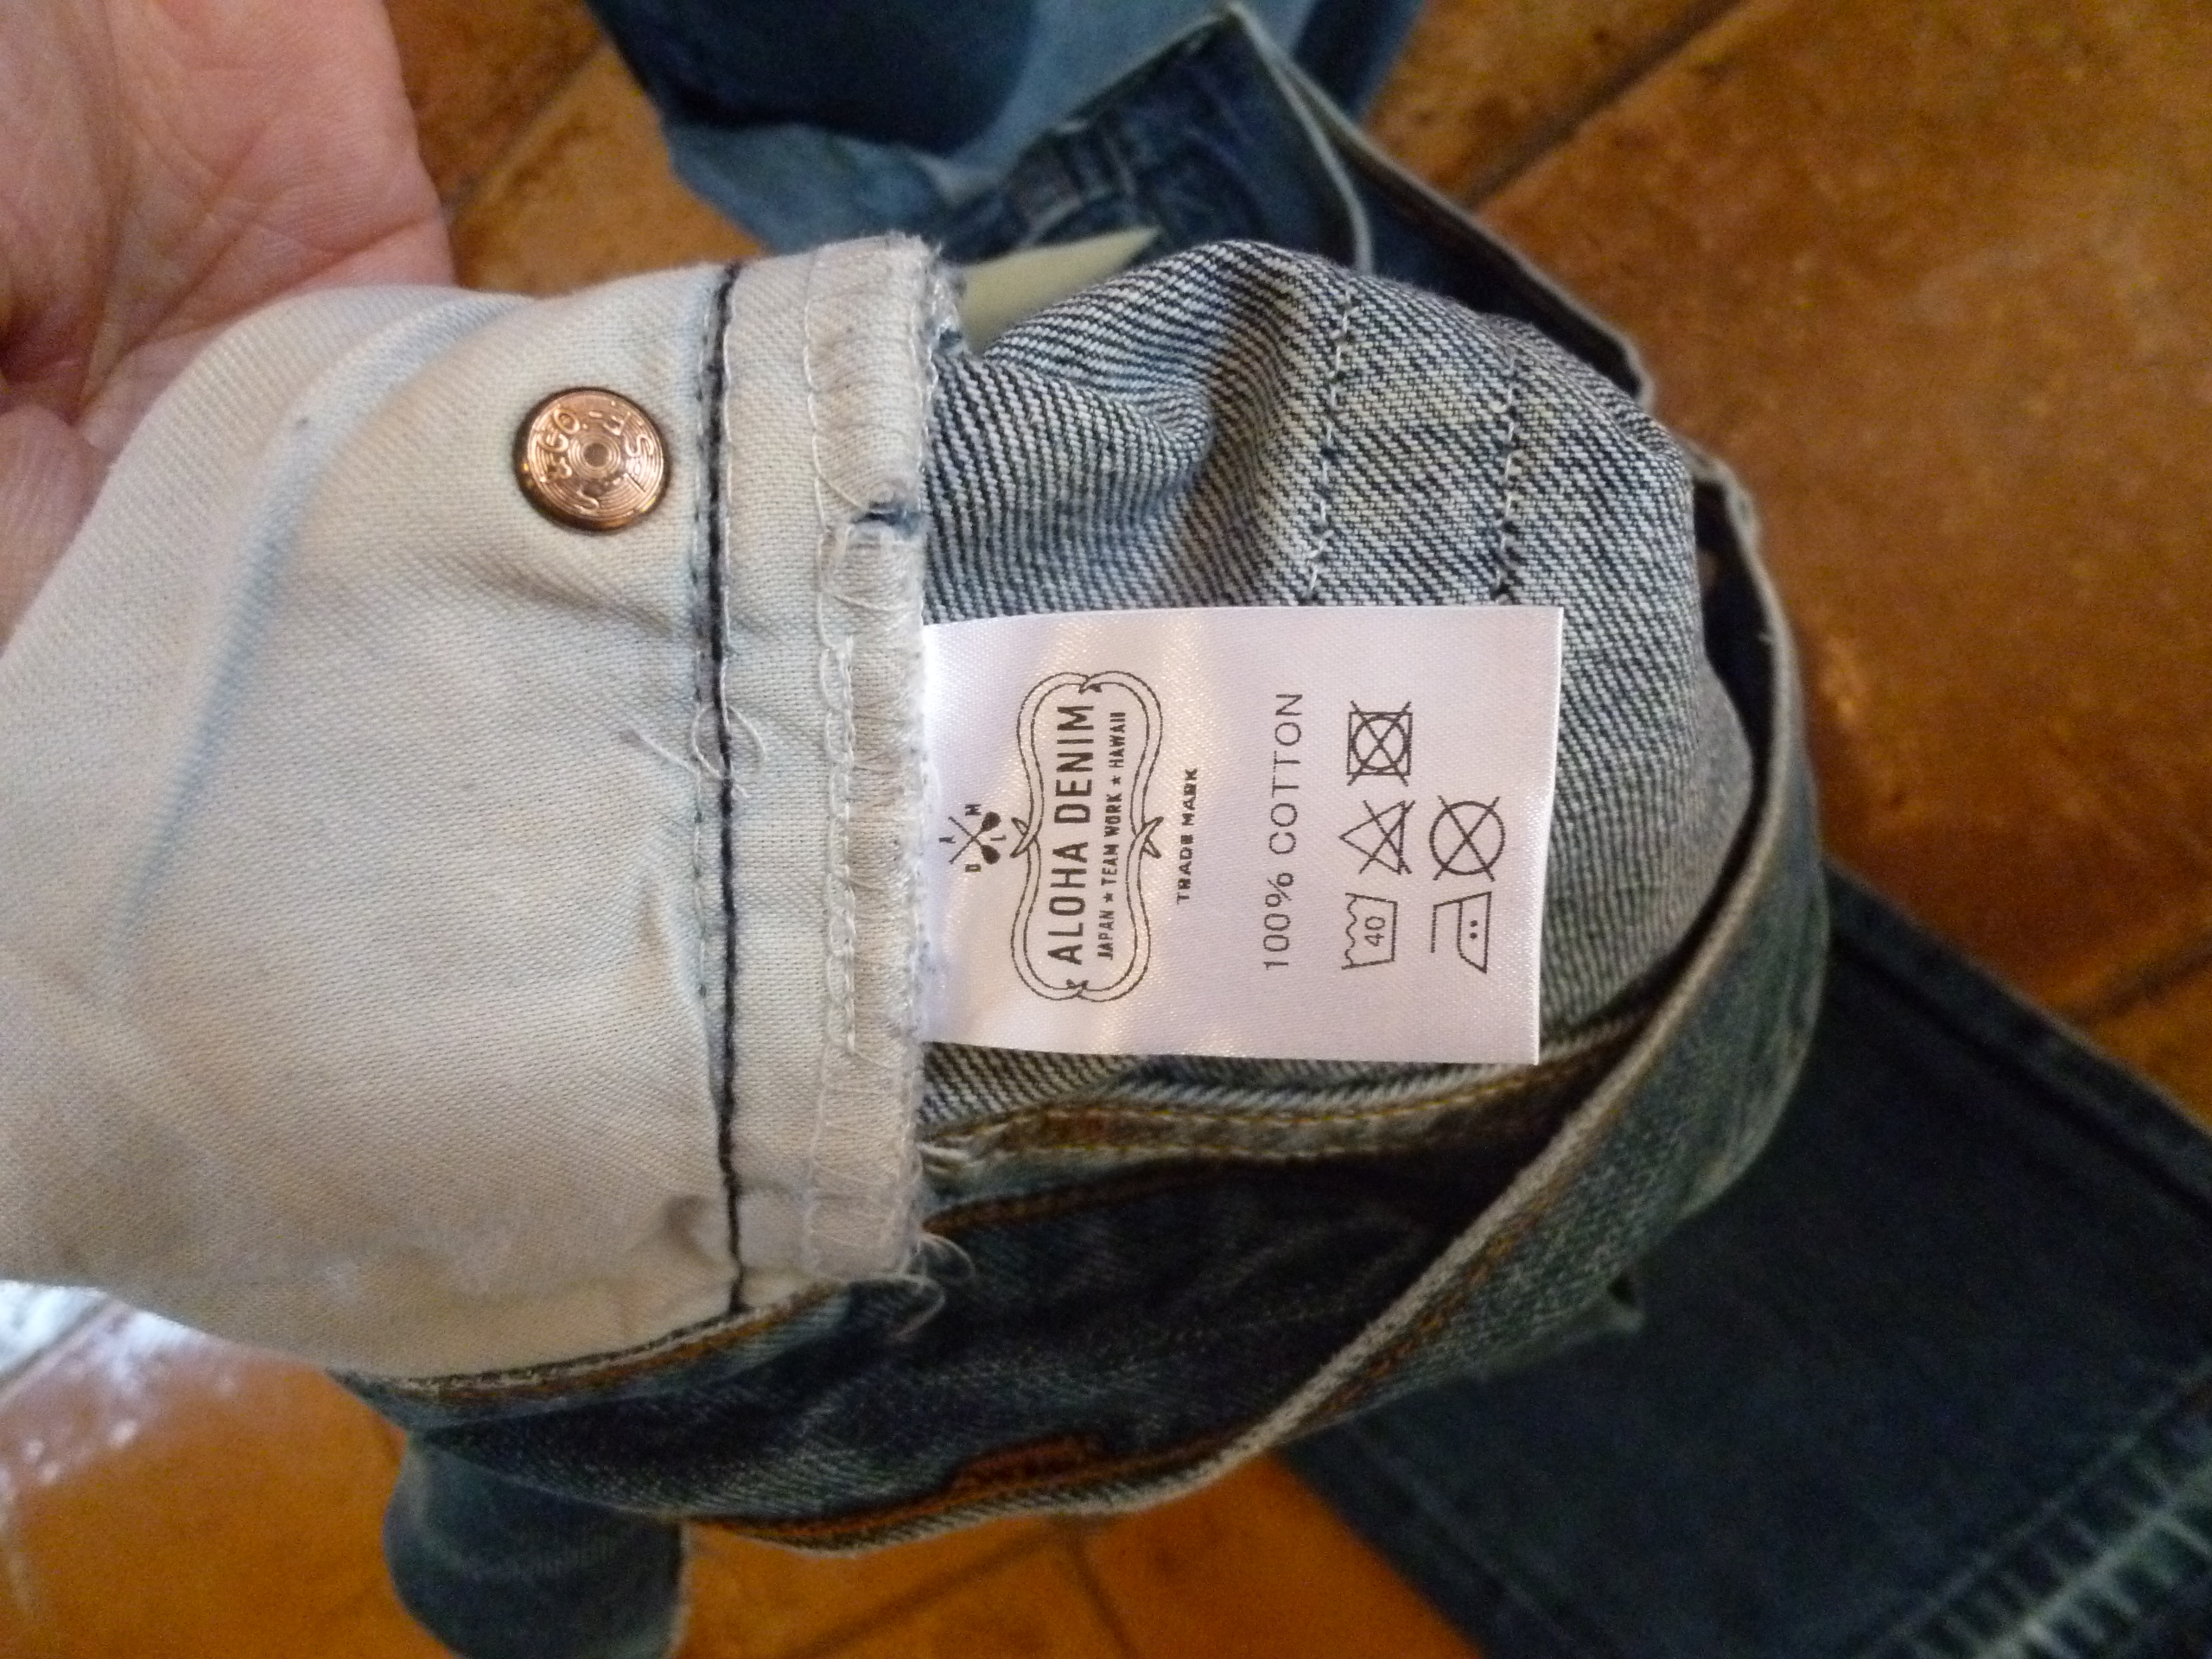 A
D M
L
ALOHA DENIM
JAPAN ★ TEAM WORK ★ HAWAII
TRADE MARK
100% COTTON
40